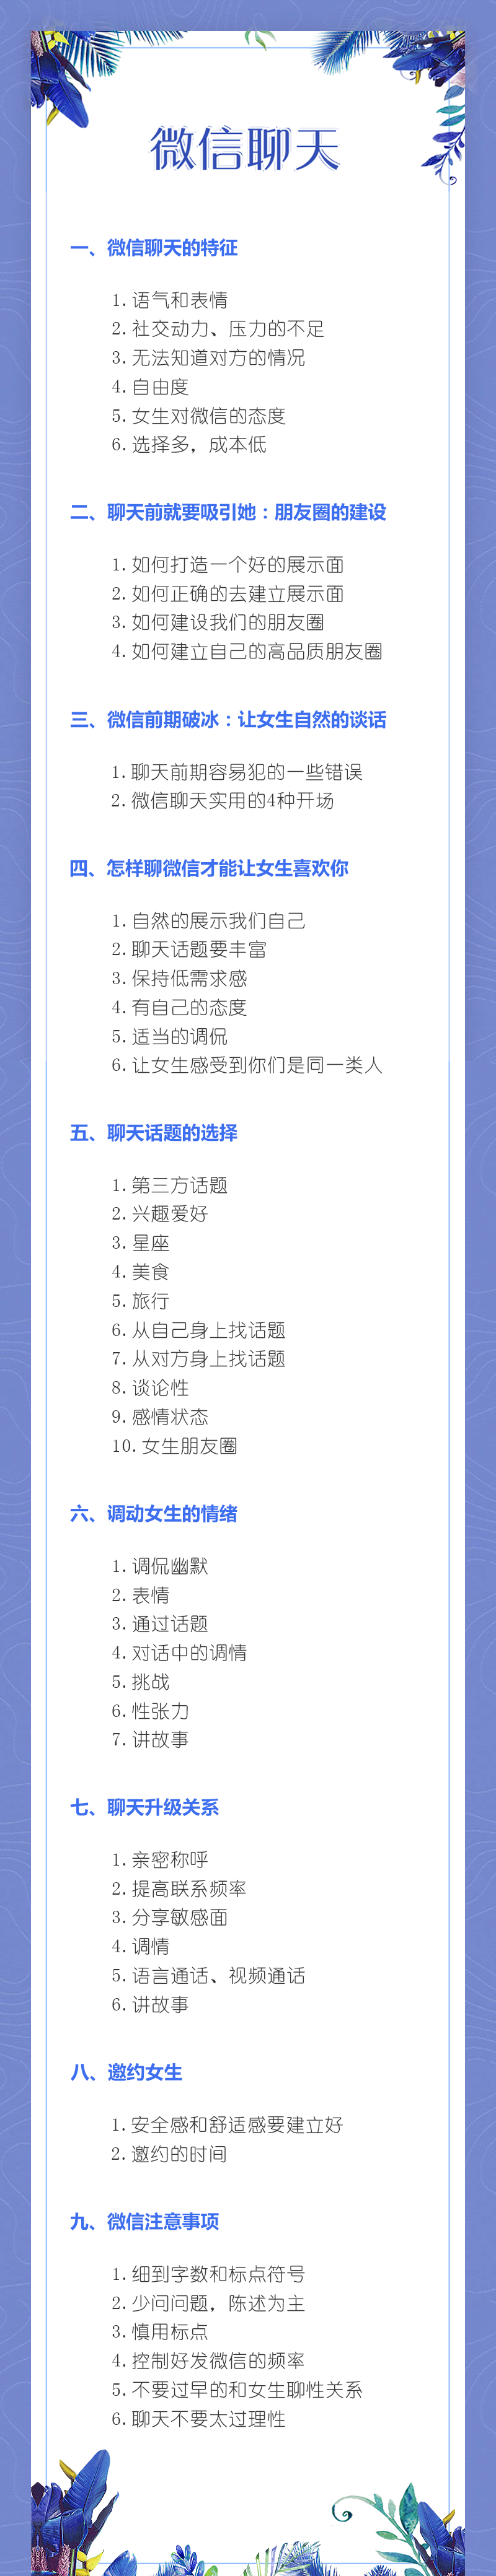 微信聊天
一、微信聊天的特征
1. 语气和表情
2. 社交动力、压力的不足
3. 无法知道对方的情况
4. 自由度
5. 女生对微信的态度
6. 选择多，成本低
二、聊天前就要吸引她：朋友圈的建设
1. 如何打造一个好的展示面
2. 如何正确的去建立展示面
3. 如何建设我们的朋友圈
4. 如何建立自己的高品质朋友圈
三、微信前期破冰：让女生自然的谈话
1. 聊天前期容易犯的一些错误
2. 微信聊天实用的4种开场
四、怎样聊微信才能让女生喜欢你
1. 自然的展示我们自己
2. 聊天话题要丰富
3. 保持低需求感
4. 有自己的态度
5. 适当的调侃
6. 让女生感受到你们是同一类人
五、聊天话题的选择
1. 第三方话题
2. 兴趣爱好
3. 星座
4. 美食
5. 旅行
6. 从自己身上找话题
7. 从对方身上找话题
8. 谈论性
9. 感情状态
10. 女生朋友圈
六、调动女生的情绪
1. 调侃幽默
2. 表情
3. 通过话题
4. 对话中的调情
5. 挑战
6. 性张力
7. 讲故事
七、聊天升级关系
1. 亲密称呼
2. 提高联系频率
3. 分享敏感面
4. 调情
5. 语言通话、视频通话
6. 讲故事
八、邀约女生
1. 安全感和舒适感要建立好
2. 邀约的时间
九、微信注意事项
1. 细到字数和标点符号
2. 少问问题，陈述为主
3. 慎用标点
4. 控制好发微信的频率
5. 不要过早的和女生聊性关系
6. 聊天不要太过理性